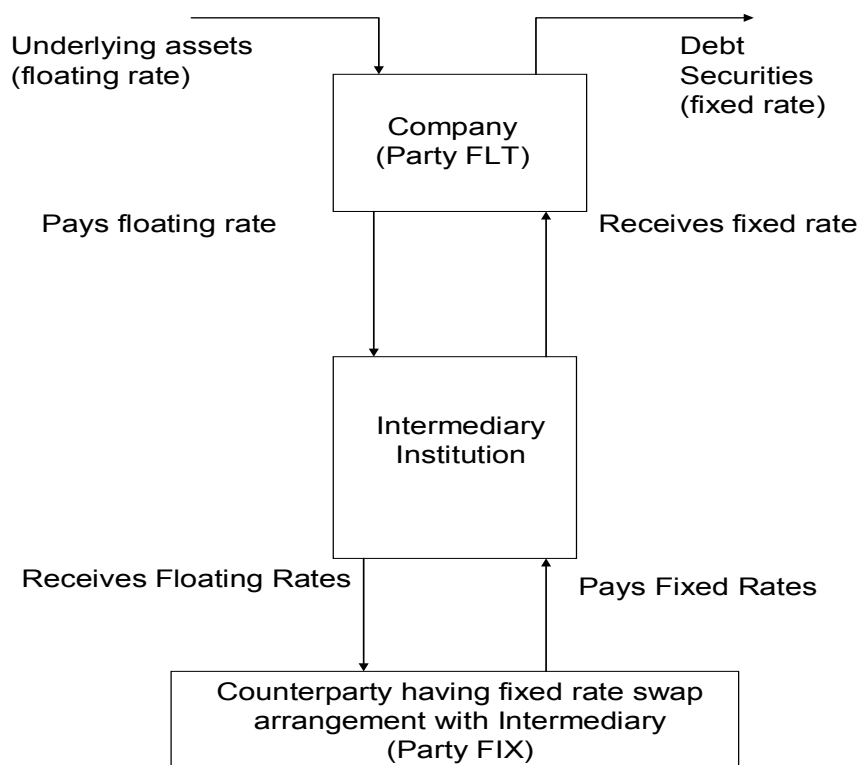 Underlying assets
(floating rate)
Debt
Securities
(fixed rate)
Company
(Party FLT)
Pays floating rate
Receives fixed rate
Intermediary
Institution
Receives Floating Rates
Pays Fixed Rates
Counterparty having fixed rate swap
arrangement with Intermediary
(Party FIX)